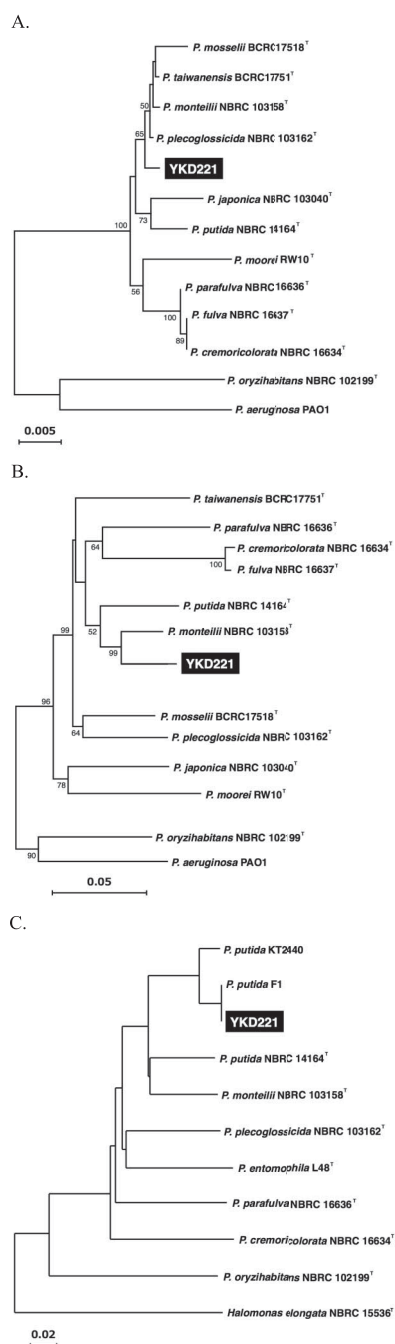 A.
P. mosselii BCRC17518T
P. taiwanensis BCRC17751T
50
P. monteilii NBRC 103158T
65
P. plecoglossicida NBRC 103162T
YKD221
P. japonica NBRC 103040T
100
73
P. putida NBRC 14164T
P. moorei RW10T
56
P. parafulva NBRC 16636T
100
P. fulva NBRC 16637T
89
P. cremoricolorata NBRC 16634T
P. oryzihabitans NBRC 102199T
P. aeruginosa PAO1
0.005
B.
P. taiwanensis BCRC17751T
P. parafulva NBRC 16636T
64
P. cremoricolorata NBRC 16634T
100
P. fulva NBRC 16637T
P. putida NBRC 14164T
99
52
P. monteilii NBRC 103158T
99
YKD221
96
P. mosselii BCRC17518T
64
P. plecoglossicida NBRC 103162T
P. japonica NBRC 103040T
78
P. moorei RW10T
P. oryzihabitans NBRC 102199T
90
P. aeruginosa PAO1
0.05
C.
P. putida KT2440
P. putida F1
YKD221
P. putida NBRC 14164T
P. monteilii NBRC 103158T
P. plecoglossicida NBRC 103162T
P. entomophila L48T
P. parafulva NBRC 16636T
P. cremoricolorata NBRC 16634T
P. oryzihabitans NBRC 102199T
Halomonas elongata NBRC 15536T
0.02